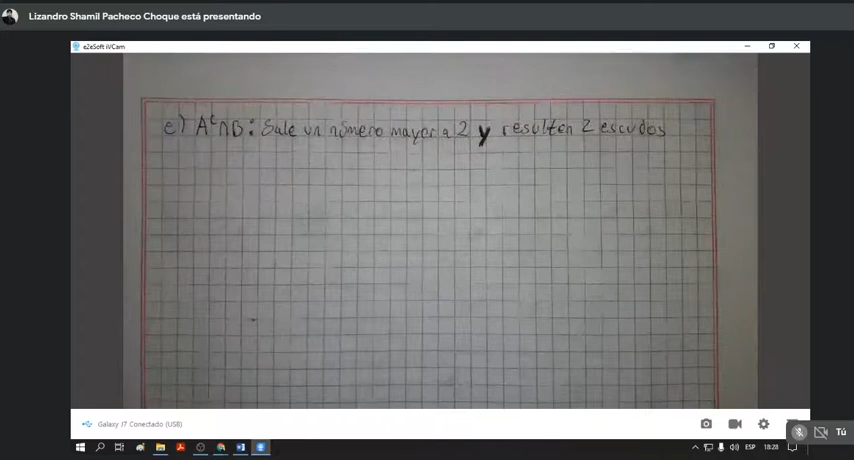 Lizandro Shamil Pacheco Choque está presentando
e2eSoft iVCam
e) Aᶜ∩B: Sale un número mayor a 2 y resulten 2 escudos
Galaxy J7 Conectado (USB)
Tú
ESP 18:28